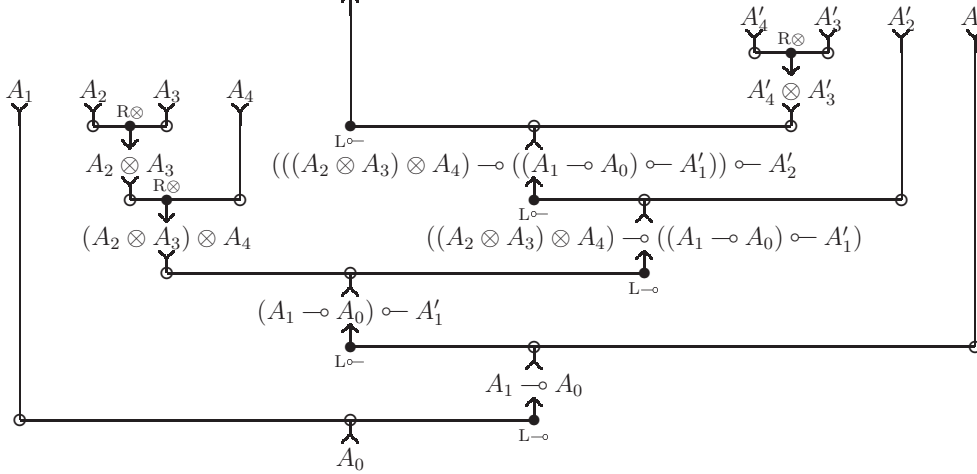 A′₄ A′₃ A′₂ A
R⊗
A₁ A₂ A₃ A₄ A′₄ ⊗ A′₃
R⊗
L⟜
A₂ ⊗ A₃ (((A₂ ⊗ A₃) ⊗ A₄) ⊸ ((A₁ ⊸ A₀) ⟜ A′₁)) ⟜ A′₂
R⊗
L⟜
(A₂ ⊗ A₃) ⊗ A₄ ((A₂ ⊗ A₃) ⊗ A₄) ⊸ ((A₁ ⊸ A₀) ⟜ A′₁)
L⊸
(A₁ ⊸ A₀) ⟜ A′₁
L⟜
A₁ ⊸ A₀
L⊸
A₀